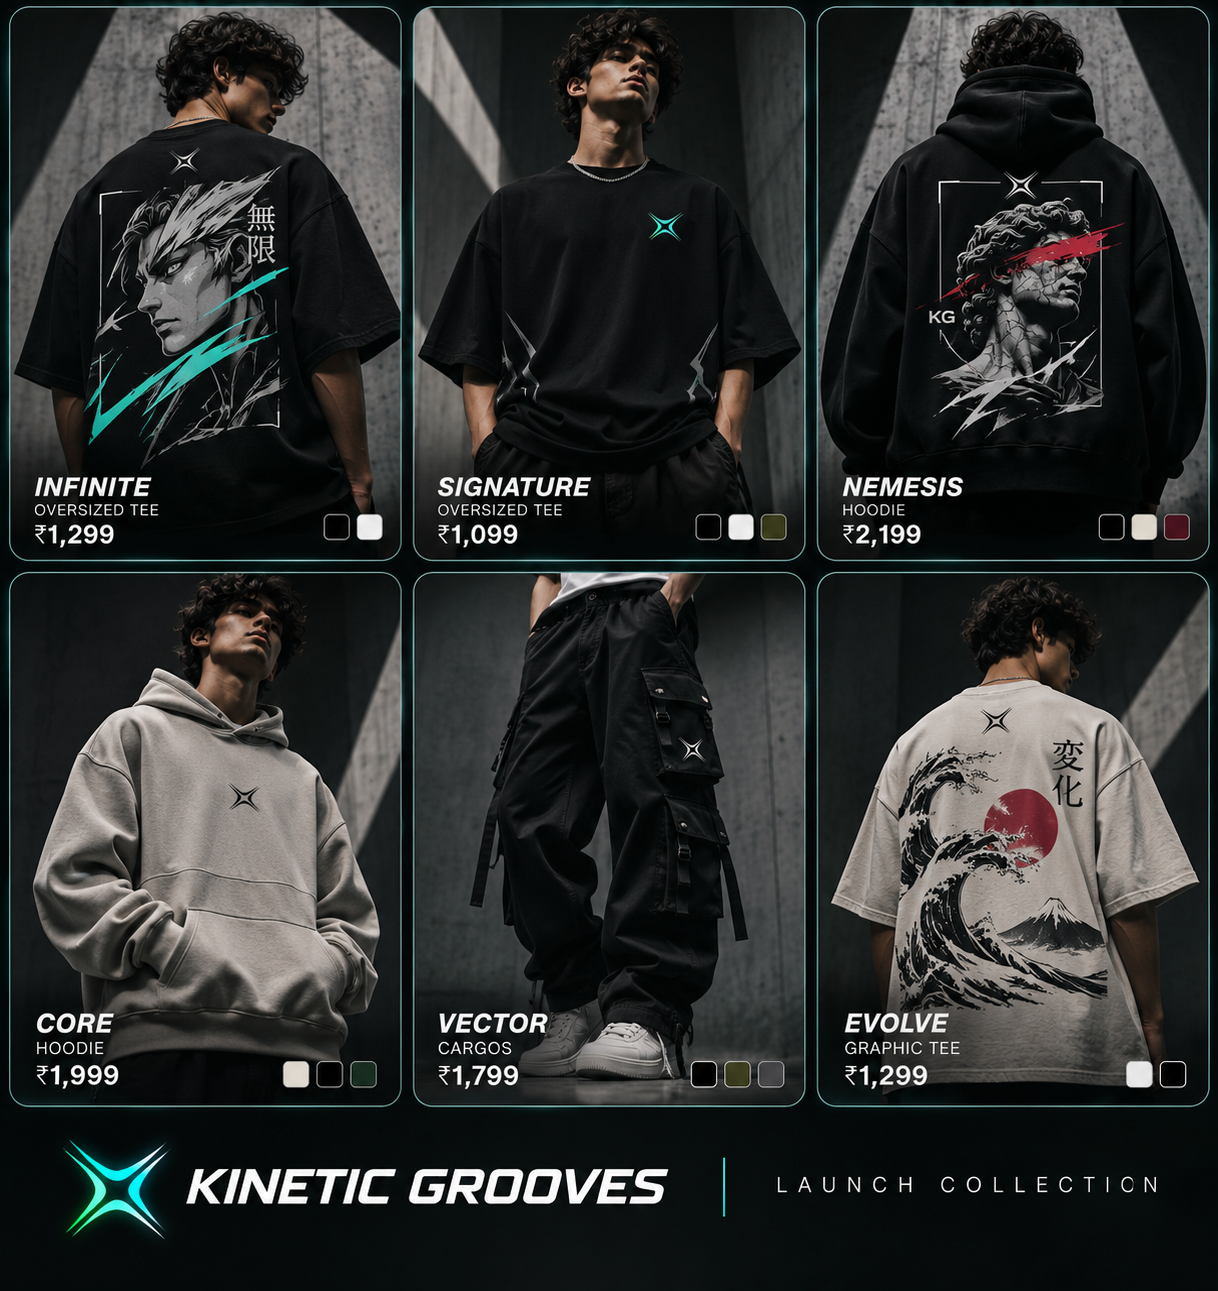 無
限
INFINITE
OVERSIZED TEE
₹1,299
SIGNATURE
OVERSIZED TEE
₹1,099
KG
NEMESIS
HOODIE
₹2,199
CORE
HOODIE
₹1,999
VECTOR
CARGOS
₹1,799
変
化
EVOLVE
GRAPHIC TEE
₹1,299
KINETIC GROOVES
LAUNCH COLLECTION